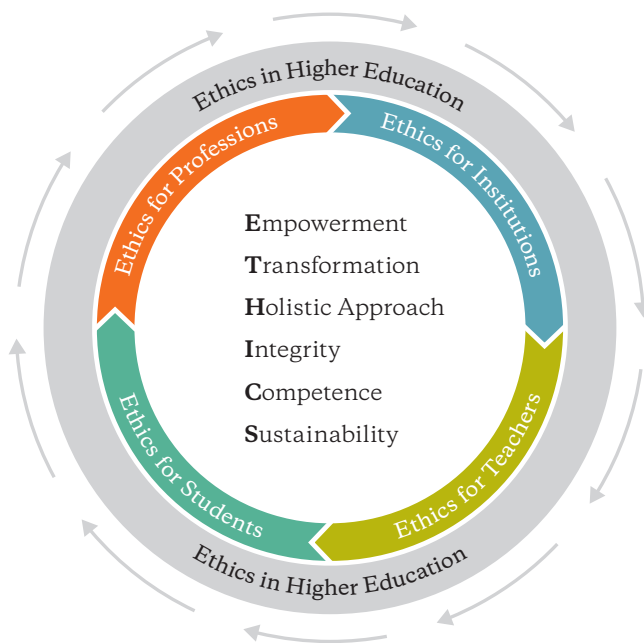 Ethics in Higher Education
Ethics for Professions
Ethics for Institutions
Empowerment
Transformation
Holistic Approach
Integrity
Competence
Sustainability
Ethics for Students
Ethics for Teachers
Ethics in Higher Education